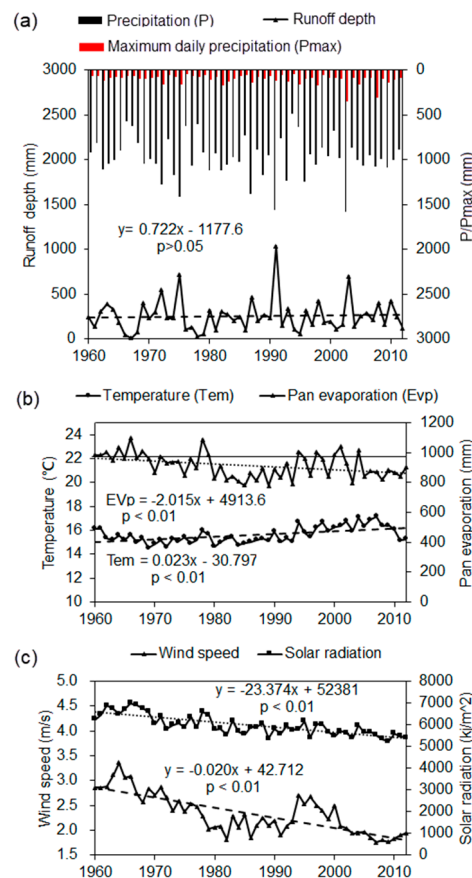 (a)
Precipitation (P) Runoff depth
Maximum daily precipitation (Pmax)
3000 0
2500 500
2000 1000
1500 1500
1000 2000
500 2500
0 3000
Runoff depth (mm)
P/Pmax (mm)
y= 0.722x - 1177.6
p>0.05
1960 1970 1980 1990 2000 2010
(b)
Temperature (Tem) Pan evaporation (Evp)
24 1200
22 1000
20 800
18 600
16 400
14 200
12 0
10
Temperature (℃)
Pan evaporation (mm)
EVp = -2.015x + 4913.6
p < 0.01
Tem = 0.023x - 30.797
p < 0.01
1960 1970 1980 1990 2000 2010
(c)
Wind speed Solar radiation
5.0 8000
4.5 7000
4.0 6000
3.5 5000
3.0 4000
2.5 3000
2.0 2000
1.5 1000
0
Wind speed (m/s)
Solar radiation (kj/m^2)
y = -23.374x + 52381
p < 0.01
y = -0.020x + 42.712
p < 0.01
1960 1970 1980 1990 2000 2010